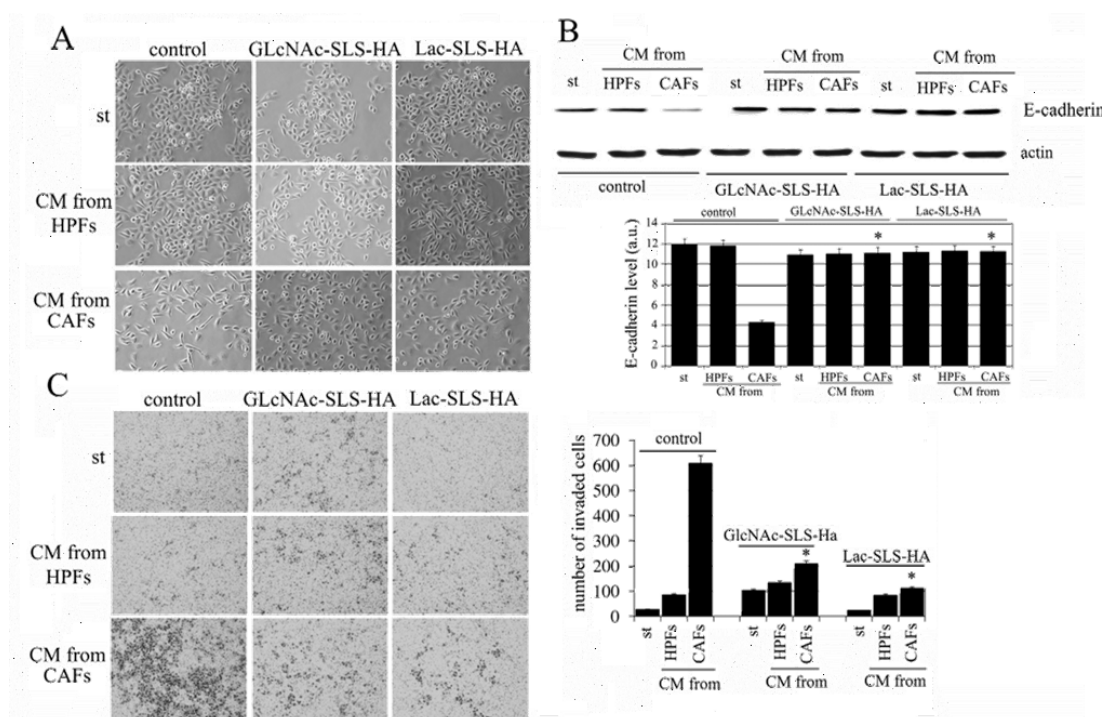 A
control GLcNAc-SLS-HA Lac-SLS-HA
st
CM from
HPFs
CM from
CAFs
B
CM from CM from CM from
st HPFs CAFs st HPFs CAFs st HPFs CAFs
E-cadherin
actin
control GLcNAc-SLS-HA Lac-SLS-HA
control GLcNAc-SLS-HA Lac-SLS-HA
E-cadherin level (a.u.)
14
12
10
8
6
4
2
0
* *
st HPFs CAFs st HPFs CAFs st HPFs CAFs
CM from CM from CM from
C
control GLcNAc-SLS-HA Lac-SLS-HA
st
CM from
HPFs
CM from
CAFs
number of invaded cells
700
600
500
400
300
200
100
0
control
GlcNAc-SLS-Ha
*
Lac-SLS-HA
*
st HPFs CAFs st HPFs CAFs st HPFs CAFs
CM from CM from CM from